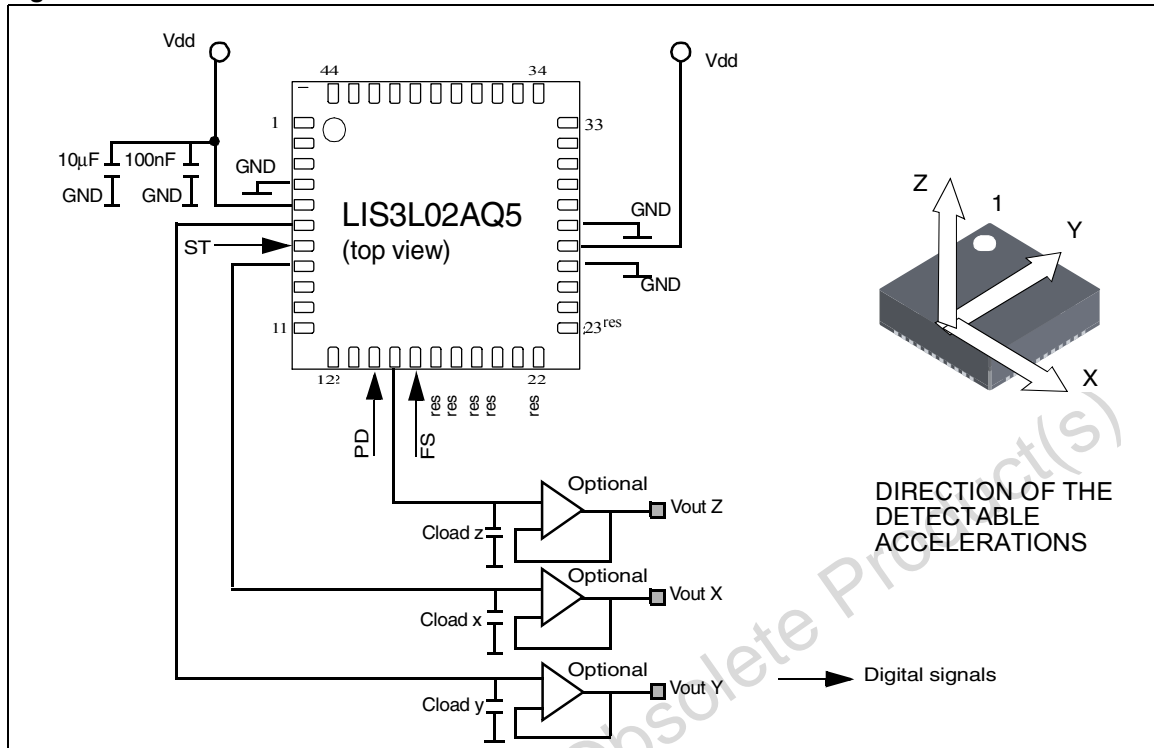 Vdd
Vdd
44
34
1
33
10µF
100nF
GND
GND
GND
GND
GND
LIS3L02AQ5
(top view)
ST
11
23 res
12
22
PD
FS
res
res
res
res
res
Z
1
Y
X
Optional
Vout Z
Cload z
Optional
Vout X
Cload x
Optional
Vout Y
Cload y
DIRECTION OF THE
DETECTABLE
ACCELERATIONS
Digital signals
Obsolete Product(s)